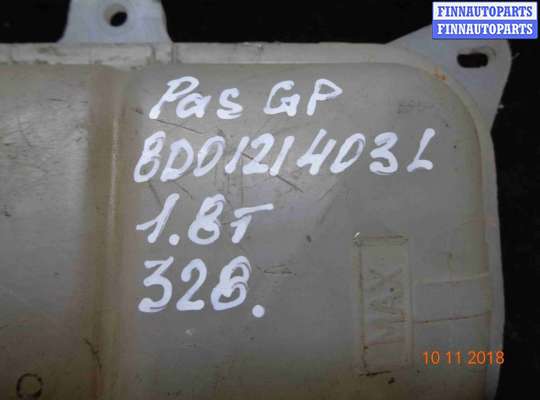 FINNAUTOPARTS
FINNAUTOPARTS
Pas GP
8D0121403L
1.8T
328.
MAX
10 11 2018